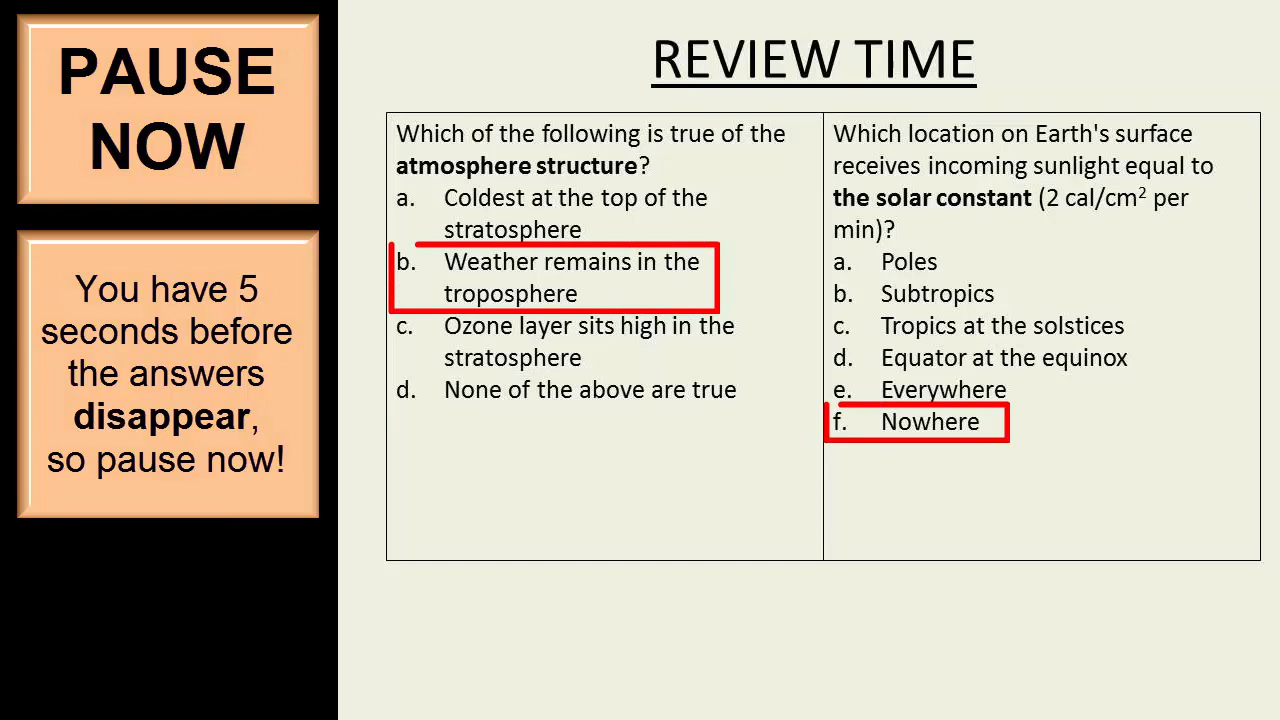 PAUSE
NOW
You have 5
seconds before
the answers
disappear,
so pause now!
REVIEW TIME
Which of the following is true of the
atmosphere structure?
a. Coldest at the top of the
stratosphere
b. Weather remains in the
troposphere
c. Ozone layer sits high in the
stratosphere
d. None of the above are true
Which location on Earth's surface
receives incoming sunlight equal to
the solar constant (2 cal/cm² per
min)?
a. Poles
b. Subtropics
c. Tropics at the solstices
d. Equator at the equinox
e. Everywhere
f. Nowhere